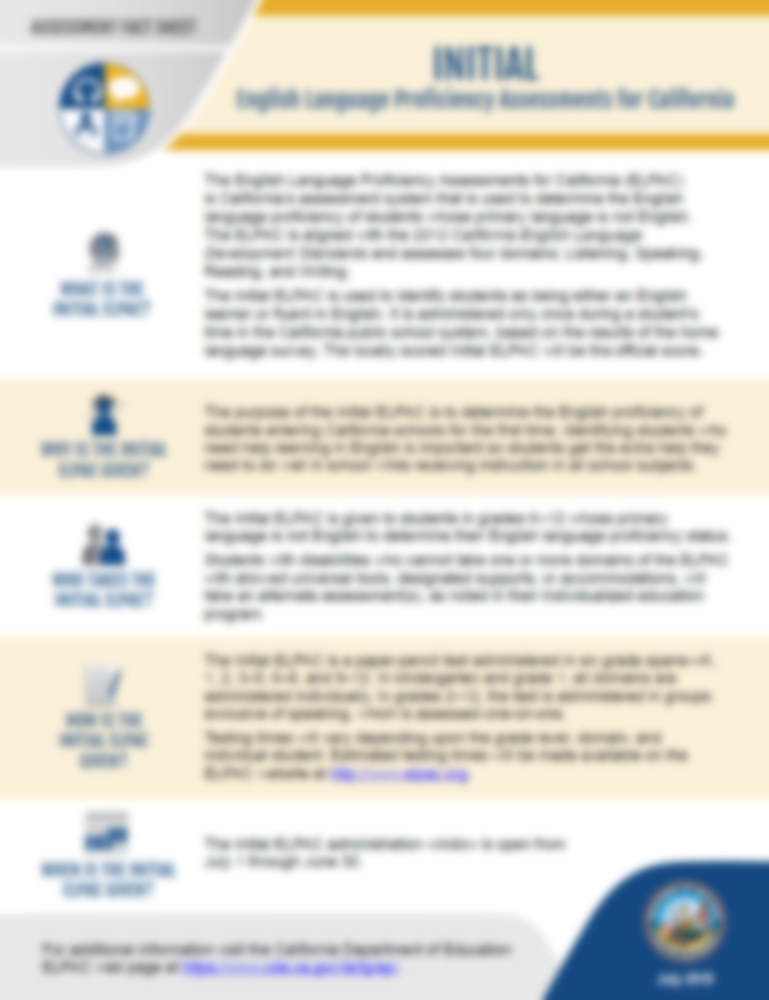 ASSESSMENT FACT SHEET
INITIAL
English Language Proficiency Assessments for California
The English Language Proficiency Assessments for California (ELPAC)
is California's assessment system that is used to determine the English
language proficiency of students whose primary language is not English.
The ELPAC is aligned with the 2012 California English Language
Development Standards and assesses four domains: Listening, Speaking,
Reading, and Writing.
WHAT IS THE
INITIAL ELPAC?
The Initial ELPAC is used to identify students as being either an English
learner or fluent in English. It is administered only once during a student's
time in the California public school system, based on the results of the home
language survey. The locally scored Initial ELPAC will be the official score.
WHY IS THE INITIAL
ELPAC GIVEN?
The purpose of the Initial ELPAC is to determine the English proficiency of
students entering California schools for the first time. Identifying students who
need help learning in English is important so students get the extra help they
need to do well in school while receiving instruction in all school subjects.
WHO TAKES THE
INITIAL ELPAC?
The Initial ELPAC is given to students in grades K–12 whose primary
language is not English to determine their English language proficiency status.
Students with disabilities who cannot take one or more domains of the ELPAC
with allowed universal tools, designated supports, or accommodations, will
take an alternate assessment(s), as noted in their individualized education
program.
HOW IS THE
INITIAL ELPAC
GIVEN?
The Initial ELPAC is a paper-pencil test administered in six grade spans—K,
1, 2, 3–5, 6–8, and 9–12. In kindergarten and grade 1, all domains are
administered individually. In grades 2–12, the test is administered in groups
exclusive of speaking, which is assessed one-on-one.
Testing times will vary depending upon the grade level, domain, and
individual student. Estimated testing times will be made available on the
ELPAC website at http://www.elpac.org.
WHEN IS THE INITIAL
ELPAC GIVEN?
The Initial ELPAC administration window is open from
July 1 through June 30.
For additional information visit the California Department of Education
ELPAC web page at
July